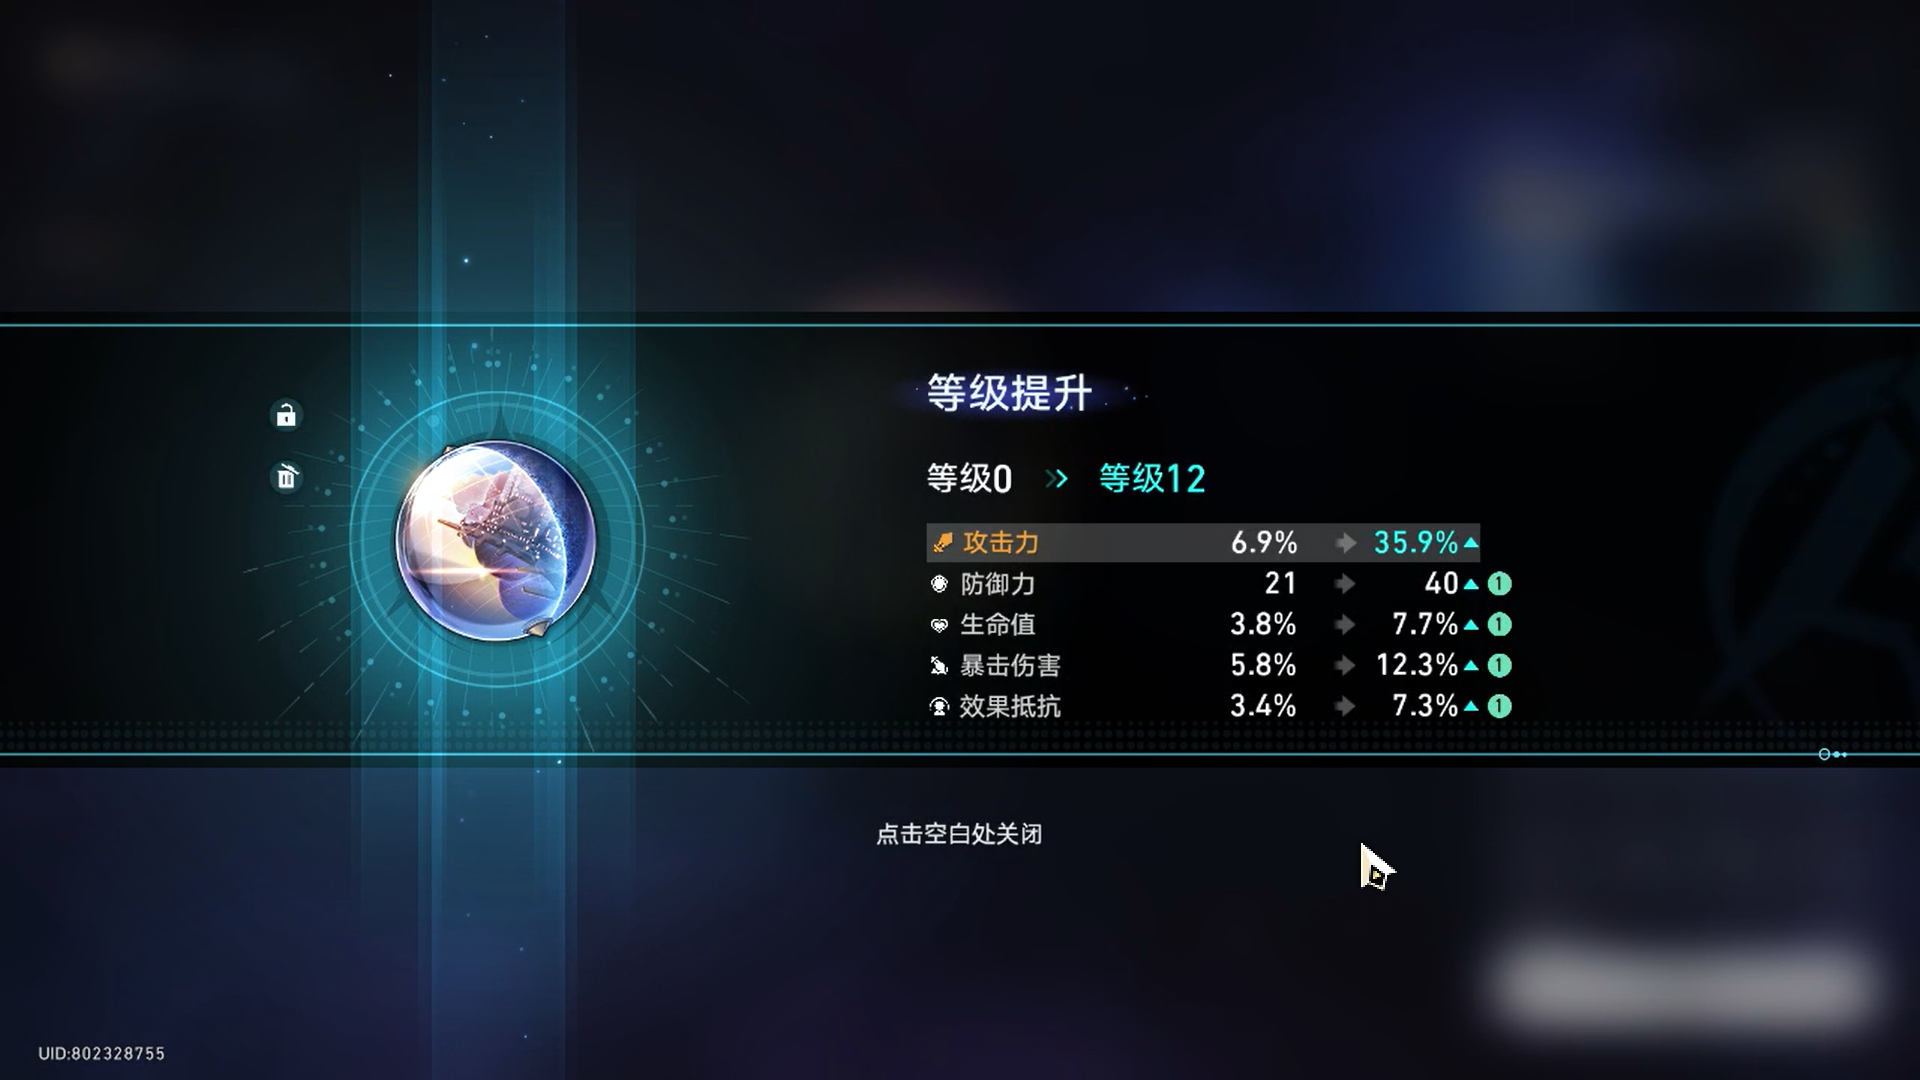 等级提升
等级0 >> 等级12
攻击力 6.9% 35.9%
防御力 21 40 1
生命值 3.8% 7.7% 1
暴击伤害 5.8% 12.3% 1
效果抵抗 3.4% 7.3% 1
点击空白处关闭
UID:802328755